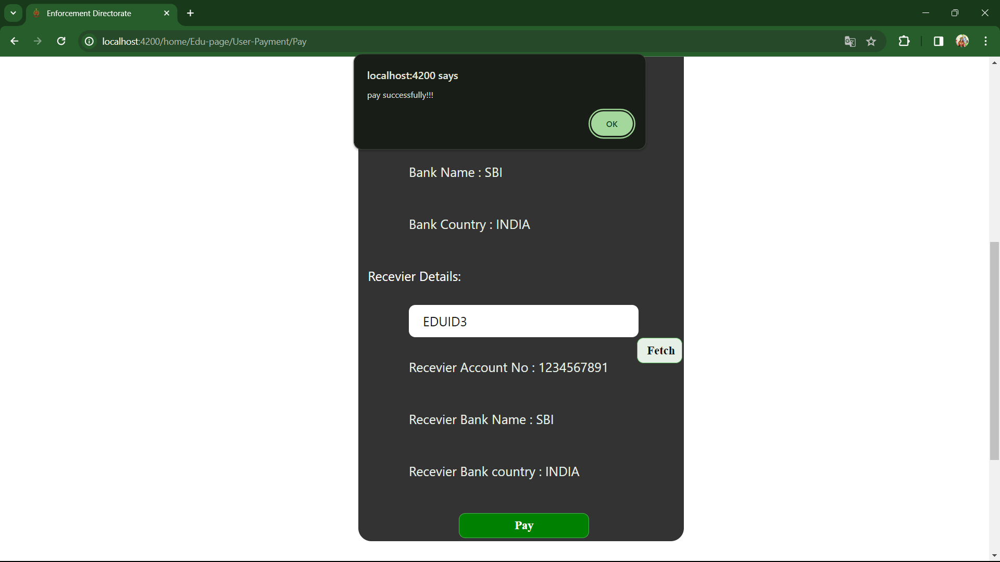 Enforcement Directorate
localhost:4200/home/Edu-page/User-Payment/Pay
localhost:4200 says
pay successfully!!!
OK
Bank Name : SBI
Bank Country : INDIA
Recevier Details:
EDUID3
Fetch
Recevier Account No : 1234567891
Recevier Bank Name : SBI
Recevier Bank country : INDIA
Pay